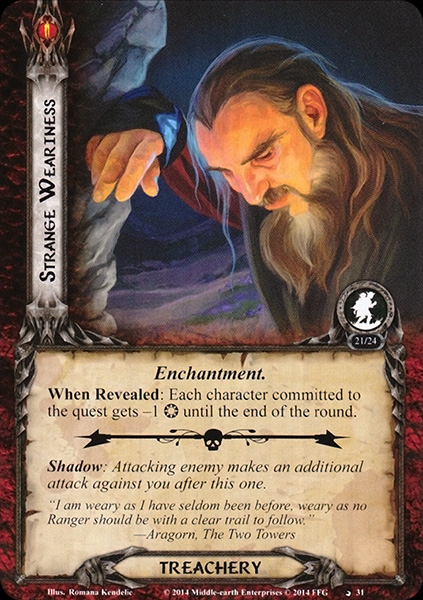 STRANGE WEARINESS
21/24
Enchantment.
When Revealed: Each character committed to
the quest gets –1 until the end of the round.
Shadow: Attacking enemy makes an additional
attack against you after this one.
“I am weary as I have seldom been before, weary as no
Ranger should be with a clear trail to follow.”
—Aragorn, The Two Towers
TREACHERY
Illus. Romana Kendelic © 2014 Middle-earth Enterprises © 2014 FFG 31